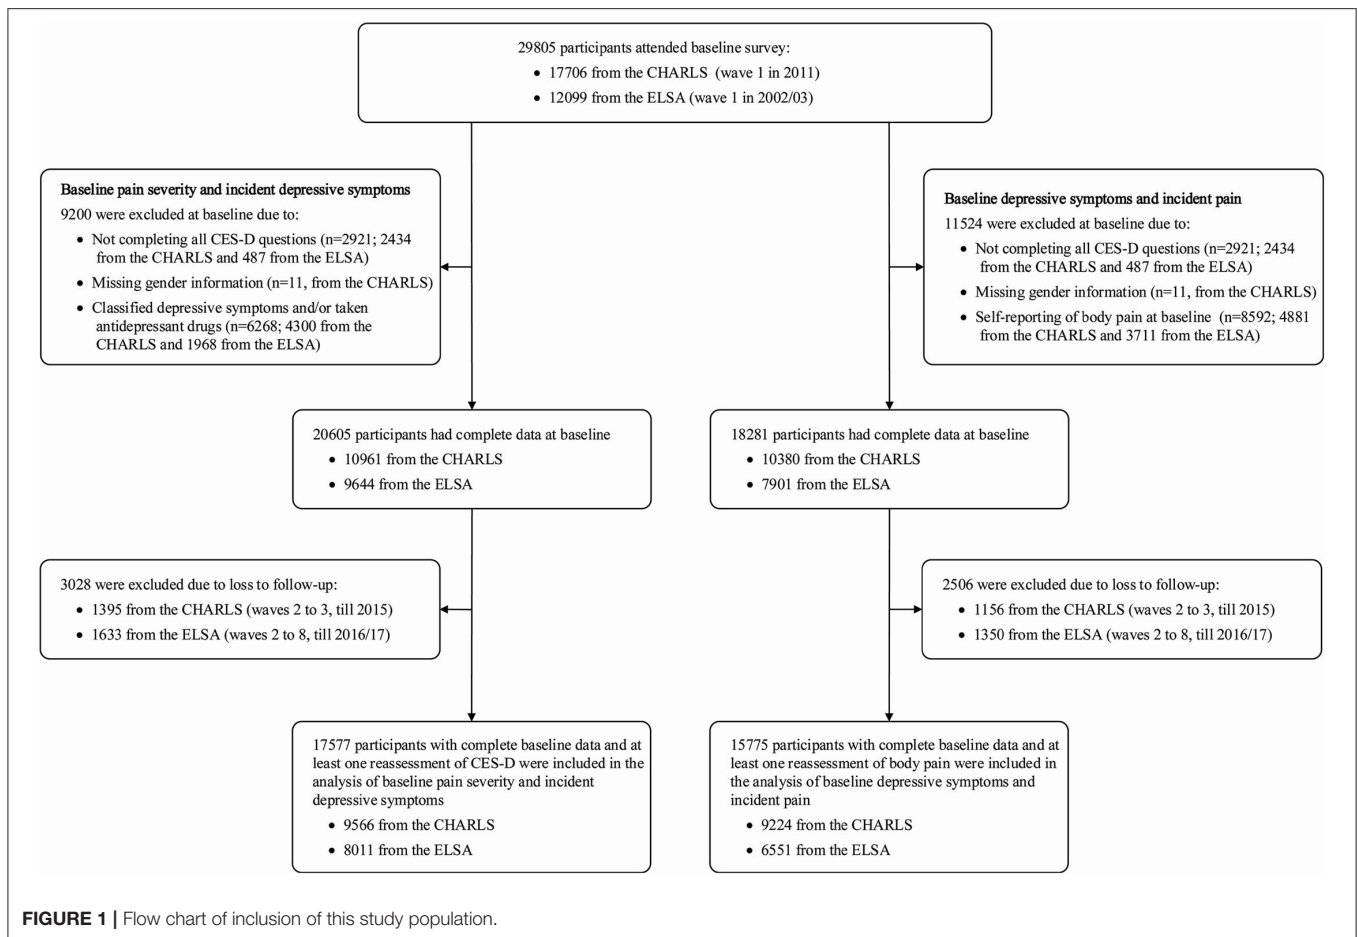 29805 participants attended baseline survey:
• 17706 from the CHARLS (wave 1 in 2011)
• 12099 from the ELSA (wave 1 in 2002/03)
Baseline pain severity and incident depressive symptoms
9200 were excluded at baseline due to:
• Not completing all CES-D questions (n=2921; 2434
from the CHARLS and 487 from the ELSA)
• Missing gender information (n=11, from the CHARLS)
• Classified depressive symptoms and/or taken
antidepressant drugs (n=6268; 4300 from the
CHARLS and 1968 from the ELSA)
Baseline depressive symptoms and incident pain
11524 were excluded at baseline due to:
• Not completing all CES-D questions (n=2921; 2434
from the CHARLS and 487 from the ELSA)
• Missing gender information (n=11, from the CHARLS)
• Self-reporting of body pain at baseline (n=8592; 4881
from the CHARLS and 3711 from the ELSA)
20605 participants had complete data at baseline
• 10961 from the CHARLS
• 9644 from the ELSA
18281 participants had complete data at baseline
• 10380 from the CHARLS
• 7901 from the ELSA
3028 were excluded due to loss to follow-up:
• 1395 from the CHARLS (waves 2 to 3, till 2015)
• 1633 from the ELSA (waves 2 to 8, till 2016/17)
2506 were excluded due to loss to follow-up:
• 1156 from the CHARLS (waves 2 to 3, till 2015)
• 1350 from the ELSA (waves 2 to 8, till 2016/17)
17577 participants with complete baseline data and at
least one reassessment of CES-D were included in the
analysis of baseline pain severity and incident
depressive symptoms
• 9566 from the CHARLS
• 8011 from the ELSA
15775 participants with complete baseline data and at
least one reassessment of body pain were included in
the analysis of baseline depressive symptoms and
incident pain
• 9224 from the CHARLS
• 6551 from the ELSA
FIGURE 1 | Flow chart of inclusion of this study population.